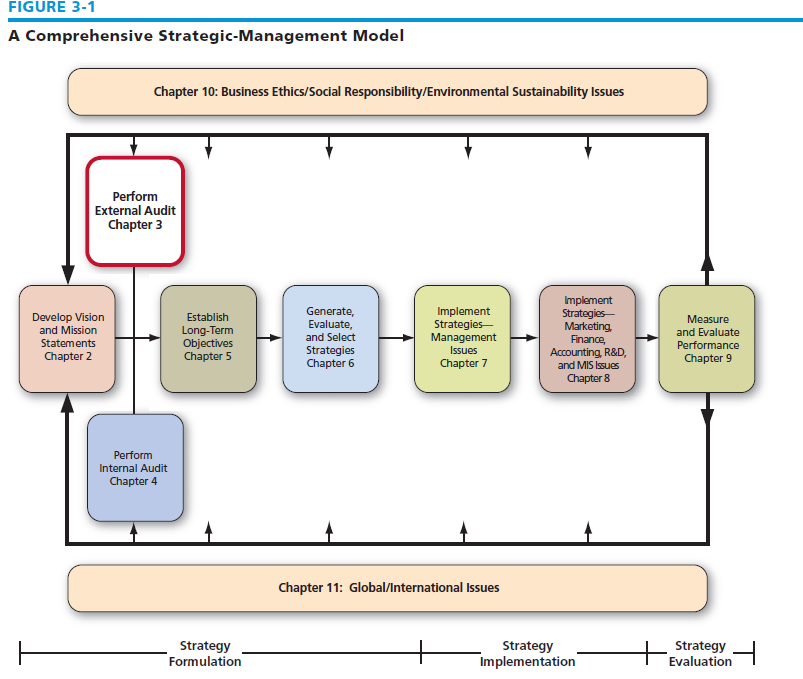 FIGURE 3-1
A Comprehensive Strategic-Management Model
Chapter 10: Business Ethics/Social Responsibility/Environmental Sustainability Issues
Perform
External Audit
Chapter 3
Develop Vision
and Mission
Statements
Chapter 2
Establish
Long-Term
Objectives
Chapter 5
Generate,
Evaluate,
and Select
Strategies
Chapter 6
Implement
Strategies—
Management
Issues
Chapter 7
Implement
Strategies—
Marketing,
Finance,
Accounting, R&D,
and MIS Issues
Chapter 8
Measure
and Evaluate
Performance
Chapter 9
Perform
Internal Audit
Chapter 4
Chapter 11: Global/International Issues
Strategy
Formulation
Strategy
Implementation
Strategy
Evaluation